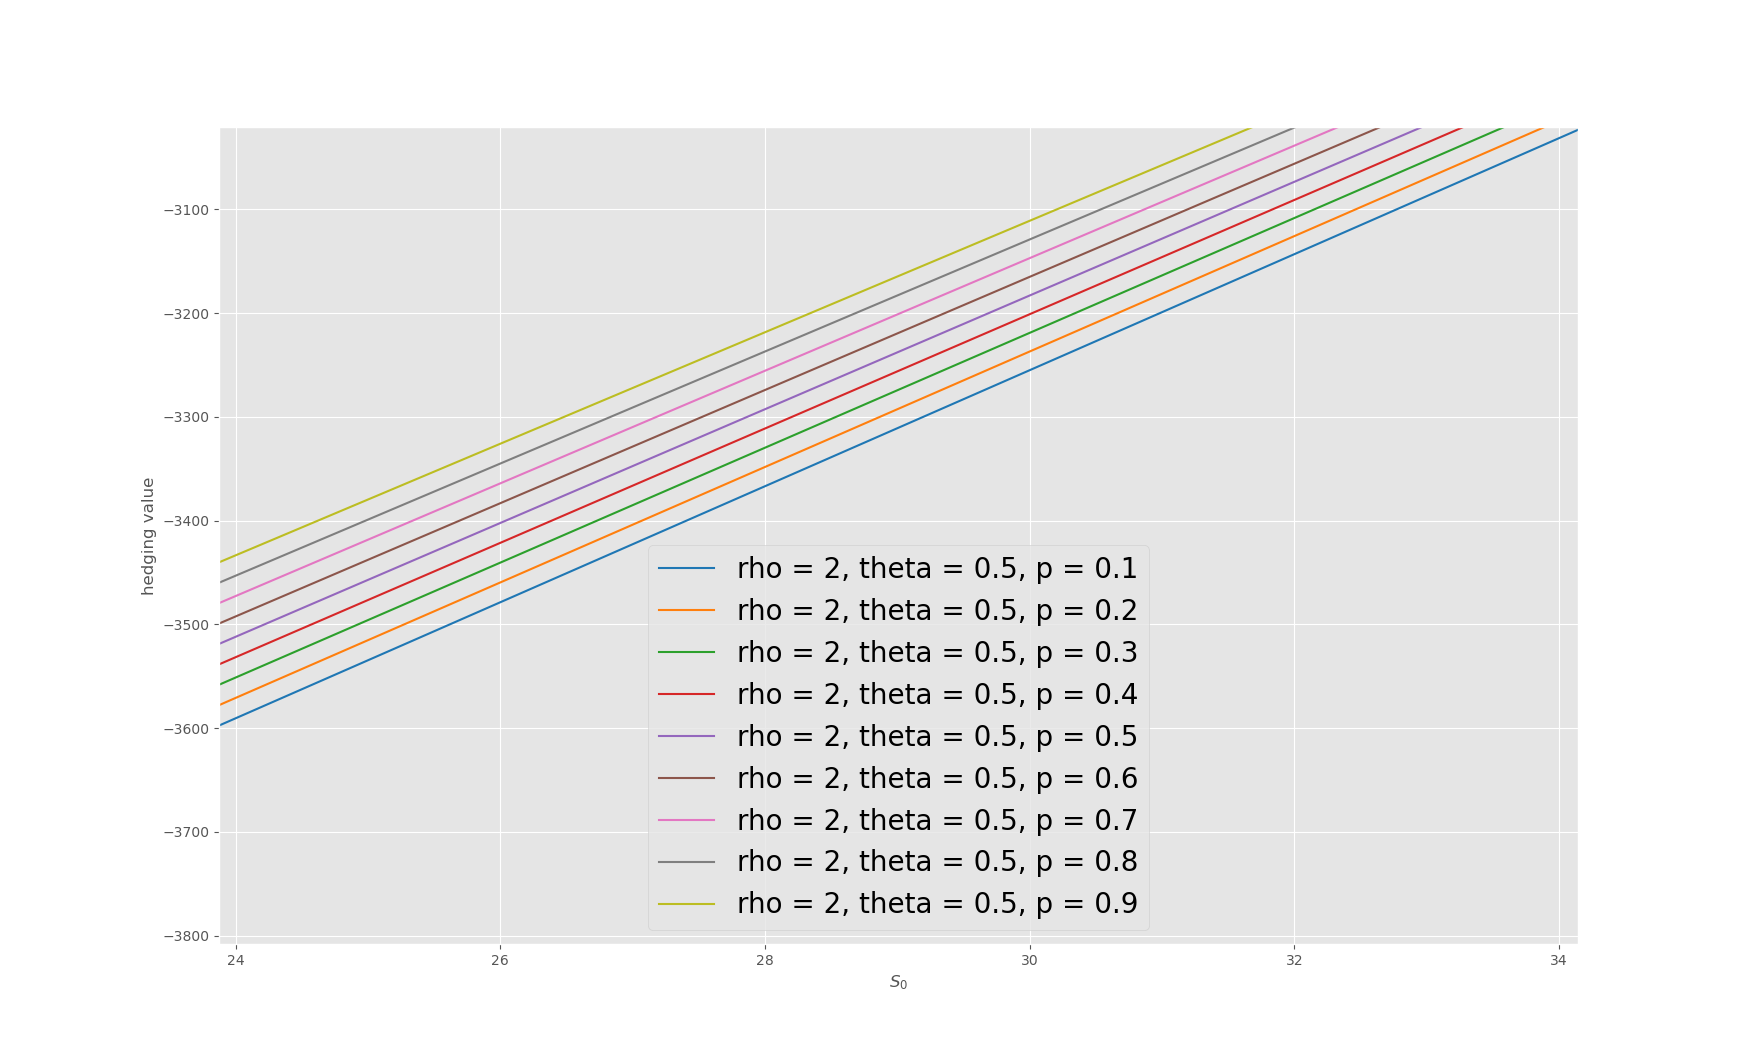 hedging value
−3100
−3200
−3300
−3400
−3500
−3600
−3700
−3800
rho = 2, theta = 0.5, p = 0.1
rho = 2, theta = 0.5, p = 0.2
rho = 2, theta = 0.5, p = 0.3
rho = 2, theta = 0.5, p = 0.4
rho = 2, theta = 0.5, p = 0.5
rho = 2, theta = 0.5, p = 0.6
rho = 2, theta = 0.5, p = 0.7
rho = 2, theta = 0.5, p = 0.8
rho = 2, theta = 0.5, p = 0.9
24 26 28 30 32 34
S₀